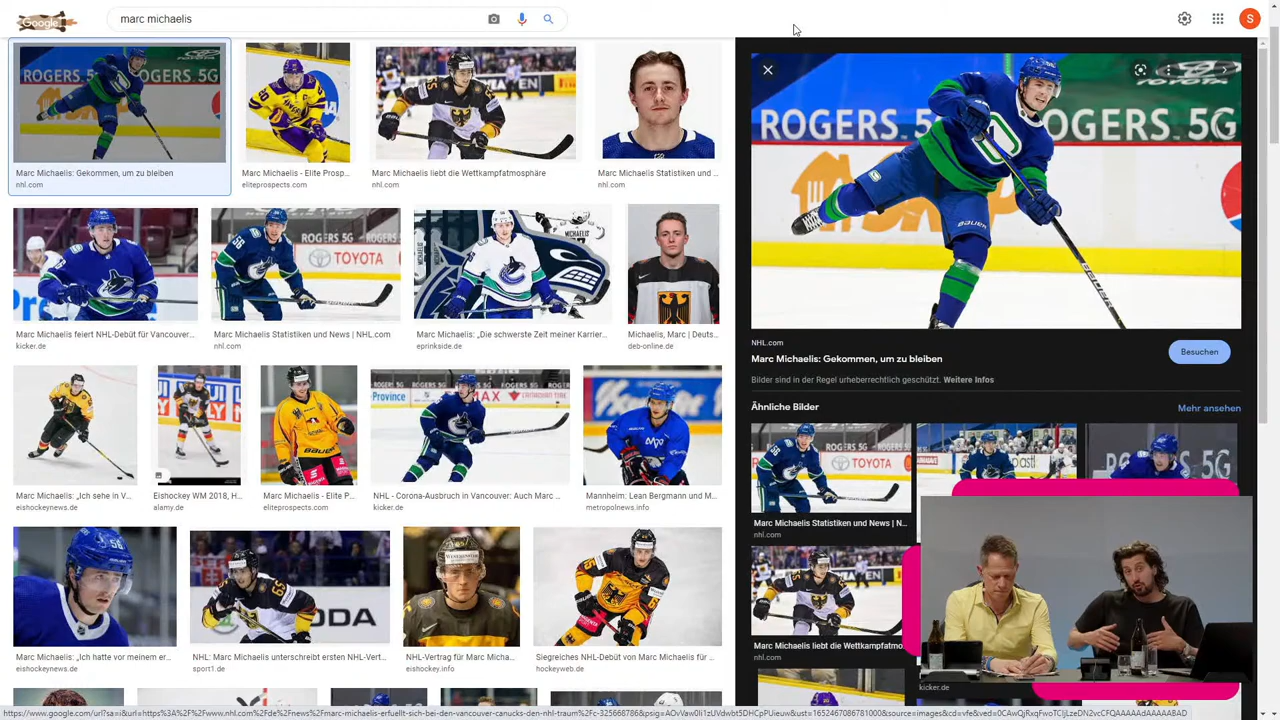 Google
marc michaelis
S
Marc Michaelis: Gekommen, um zu bleiben
nhl.com
Marc Michaelis - Elite Prosp...
eliteprospects.com
Marc Michaelis liebt die Wettkampfatmosphäre
nhl.com
Marc Michaelis Statistiken und ...
nhl.com
Marc Michaelis feiert NHL-Debüt für Vancouver...
kicker.de
Marc Michaelis Statistiken und News | NHL.com
nhl.com
Marc Michaelis: „Die schwerste Zeit meiner Karrier...
eprinkside.de
Michaelis, Marc | Deuts...
deb-online.de
Marc Michaelis: „Ich sehe in V...
eishockeynews.de
Eishockey WM 2018, H...
alamy.de
Marc Michaelis - Elite P...
eliteprospects.com
NHL - Corona-Ausbruch in Vancouver: Auch Marc ...
kicker.de
Mannheim: Lean Bergmann und M...
metropolnews.info
Marc Michaelis: „Ich hatte vor meinem er...
eishockeynews.de
NHL: Marc Michaelis unterschreibt ersten NHL-Vert...
sport1.de
NHL-Vertrag für Marc Micha...
eishockey.info
Siegreiches NHL-Debüt von Marc Michaelis für ...
hockeyweb.de
ROGERS 5G
ROGERS 5G
NHL.com
Marc Michaelis: Gekommen, um zu bleiben
Besuchen
Bilder sind in der Regel urheberrechtlich geschützt. Weitere Infos
Ähnliche Bilder
Mehr ansehen
Marc Michaelis Statistiken und News | N...
nhl.com
Marc Michaelis liebt die Wettkampfatmo...
nhl.com
kicker.de